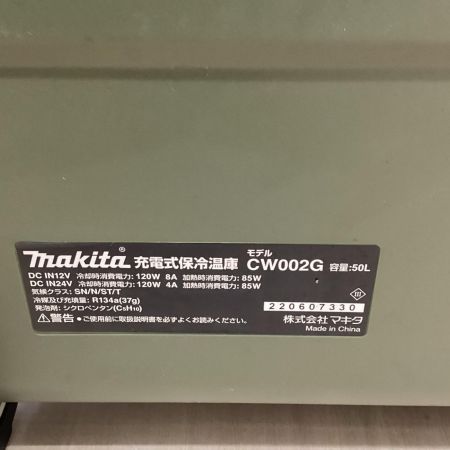 makita 充電式保冷温庫 モデル CW002G 容量:50L
DC IN12V 冷却時消費電力: 120W 8A 加熱時消費電力: 85W
DC IN24V 冷却時消費電力: 120W 4A 加熱時消費電力: 85W
気候クラス: SN/N/ST/T
冷媒及び充填量: R134a(37g)
発泡剤: シクロペンタン(C₅H₁₀)
220607330
⚠警告 ●ご使用前に取扱説明書を必ずよくお読みください。
株式会社 マキタ
Made in China